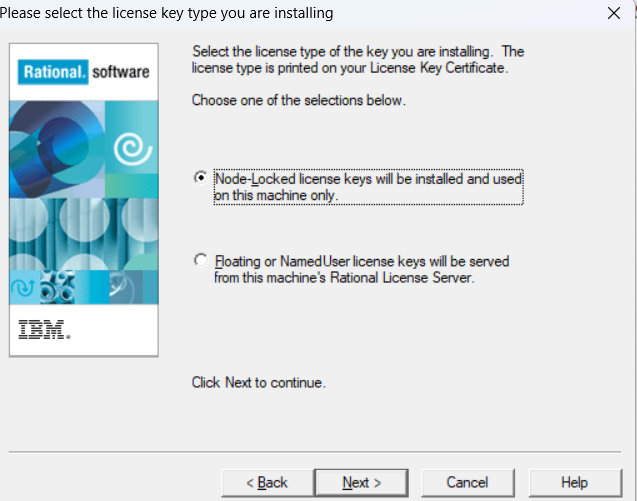 Please select the license key type you are installing
Rational. software
IBM.
Select the license type of the key you are installing. The
license type is printed on your License Key Certificate.
Choose one of the selections below.
Node-Locked license keys will be installed and used
on this machine only.
Floating or NamedUser license keys will be served
from this machine's Rational License Server.
Click Next to continue.
< Back
Next >
Cancel
Help